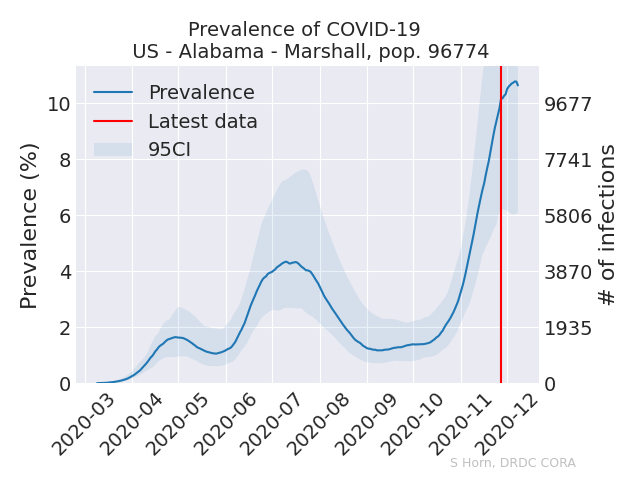 Prevalence of COVID-19
US - Alabama - Marshall, pop. 96774
Prevalence
Latest data
95CI
Prevalence (%)
10
8
6
4
2
0
9677
7741
5806
3870
1935
0
# of infections
2020-03
2020-04
2020-05
2020-06
2020-07
2020-08
2020-09
2020-10
2020-11
2020-12
S Horn, DRDC CORA